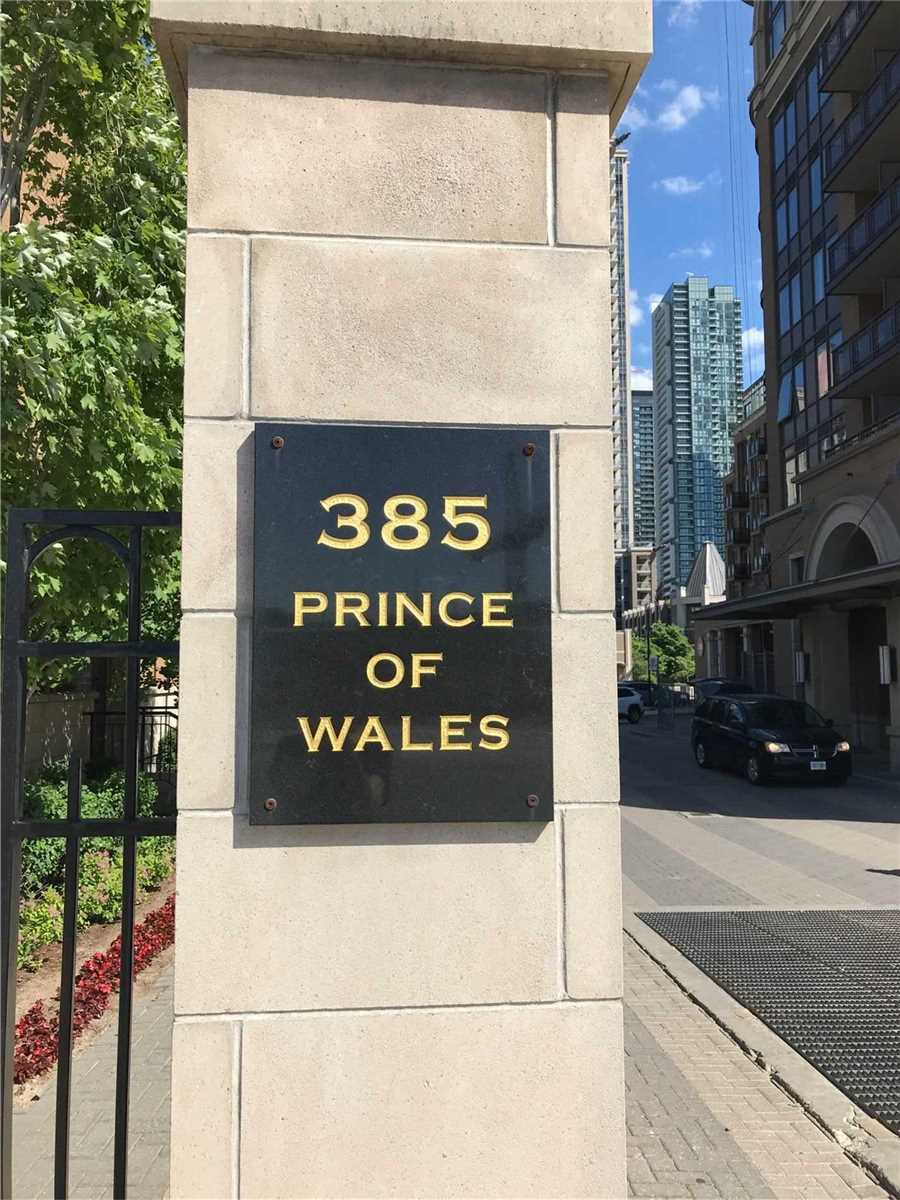 385
PRINCE
OF
WALES